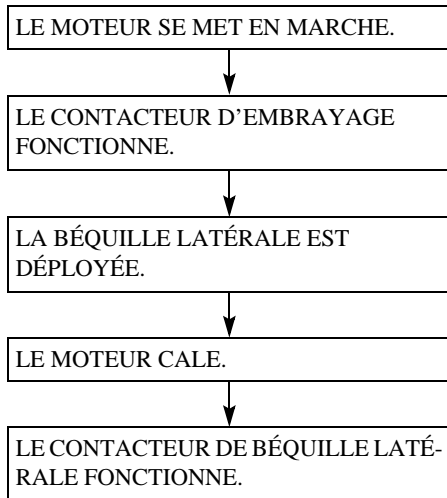 LE MOTEUR SE MET EN MARCHE.
LE CONTACTEUR D’EMBRAYAGE
FONCTIONNE.
LA BÉQUILLE LATÉRALE EST
DÉPLOYÉE.
LE MOTEUR CALE.
LE CONTACTEUR DE BÉQUILLE LATÉ-
RALE FONCTIONNE.